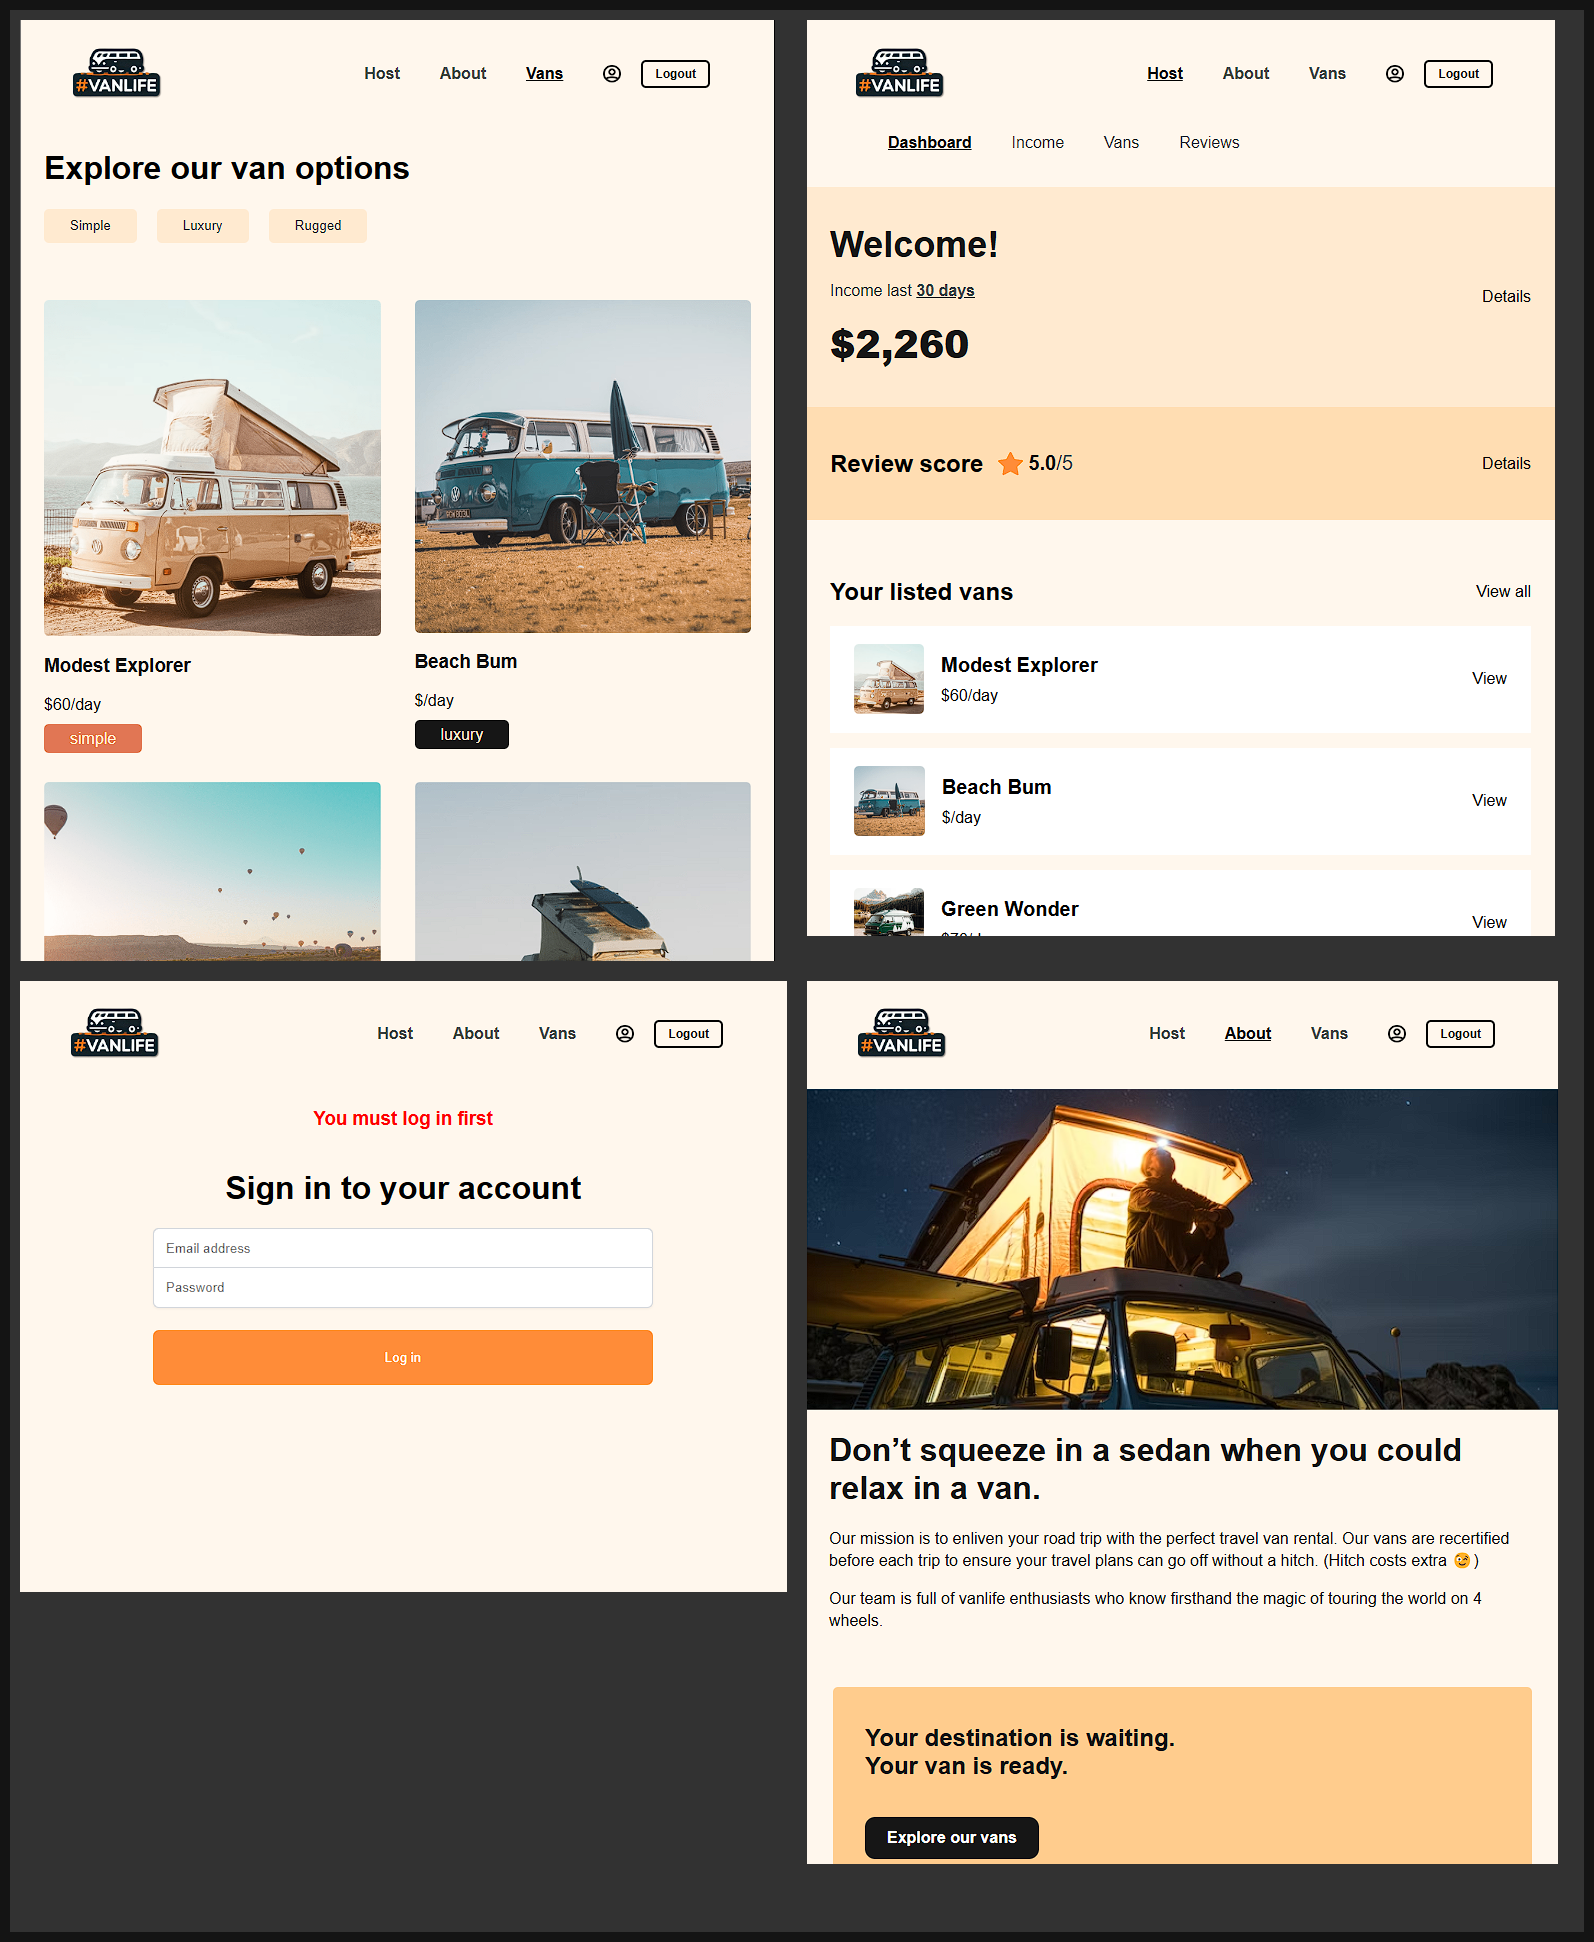 #VANLIFE
Host About Vans Logout
Explore our van options
Simple Luxury Rugged
Modest Explorer
$60/day
simple
Beach Bum
$/day
luxury
#VANLIFE
Host About Vans Logout
Dashboard Income Vans Reviews
Welcome!
Income last 30 days
Details
$2,260
Review score 5.0/5
Details
Your listed vans
View all
Modest Explorer
$60/day
View
Beach Bum
$/day
View
Green Wonder
View
#VANLIFE
Host About Vans Logout
You must log in first
Sign in to your account
Email address
Password
Log in
#VANLIFE
Host About Vans Logout
Don’t squeeze in a sedan when you could
relax in a van.
Our mission is to enliven your road trip with the perfect travel van rental. Our vans are recertified
before each trip to ensure your travel plans can go off without a hitch. (Hitch costs extra 😉)
Our team is full of vanlife enthusiasts who know firsthand the magic of touring the world on 4
wheels.
Your destination is waiting.
Your van is ready.
Explore our vans